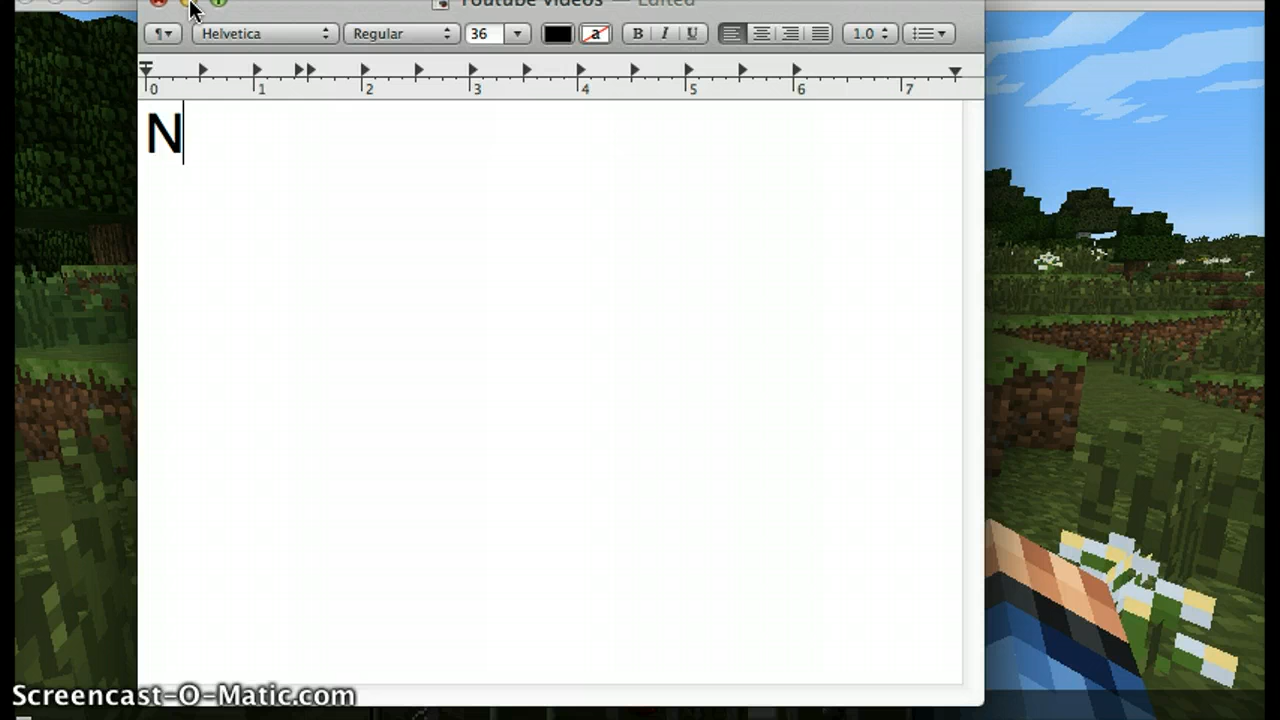 Youtube Videos — Edited
¶ Helvetica Regular 36 a B I U 1.0
0 1 2 3 4 5 6 7
N
Screencast-O-Matic.com